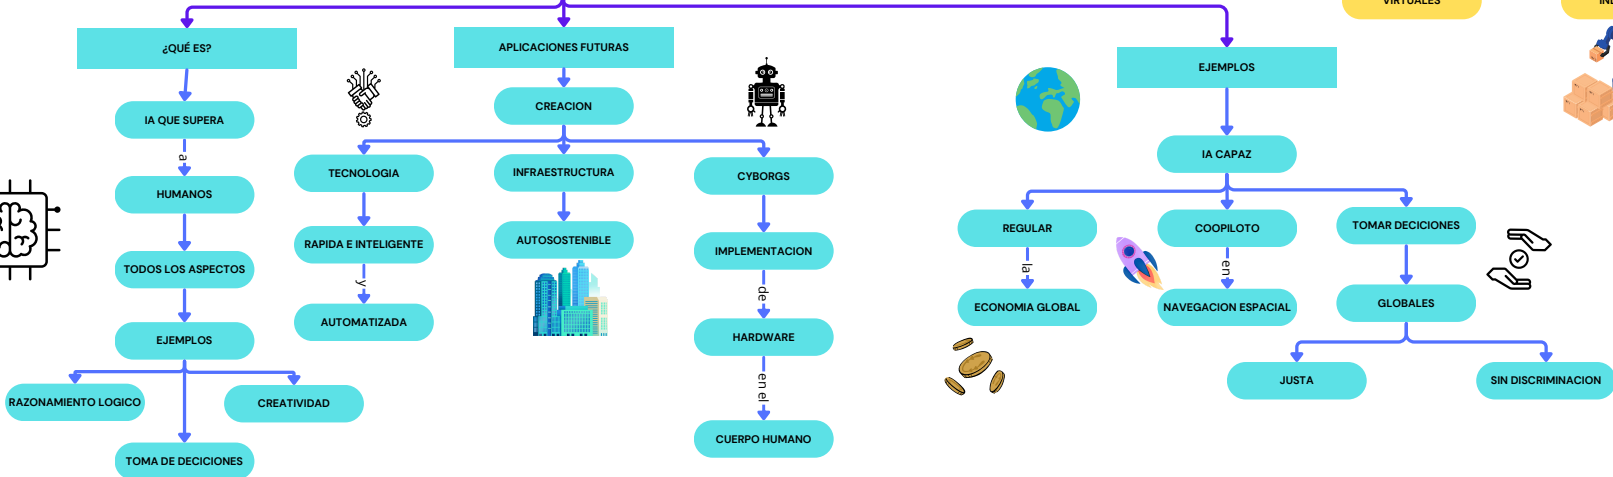 VIRTUALES
¿QUÉ ES?
IA QUE SUPERA
a
HUMANOS
TODOS LOS ASPECTOS
EJEMPLOS
RAZONAMIENTO LOGICO
CREATIVIDAD
TOMA DE DECICIONES
APLICACIONES FUTURAS
CREACION
TECNOLOGIA
RAPIDA E INTELIGENTE
y
AUTOMATIZADA
INFRAESTRUCTURA
AUTOSOSTENIBLE
CYBORGS
IMPLEMENTACION
de
HARDWARE
en el
CUERPO HUMANO
EJEMPLOS
IA CAPAZ
REGULAR
la
ECONOMIA GLOBAL
COOPILOTO
en
NAVEGACION ESPACIAL
TOMAR DECICIONES
GLOBALES
JUSTA
SIN DISCRIMINACION